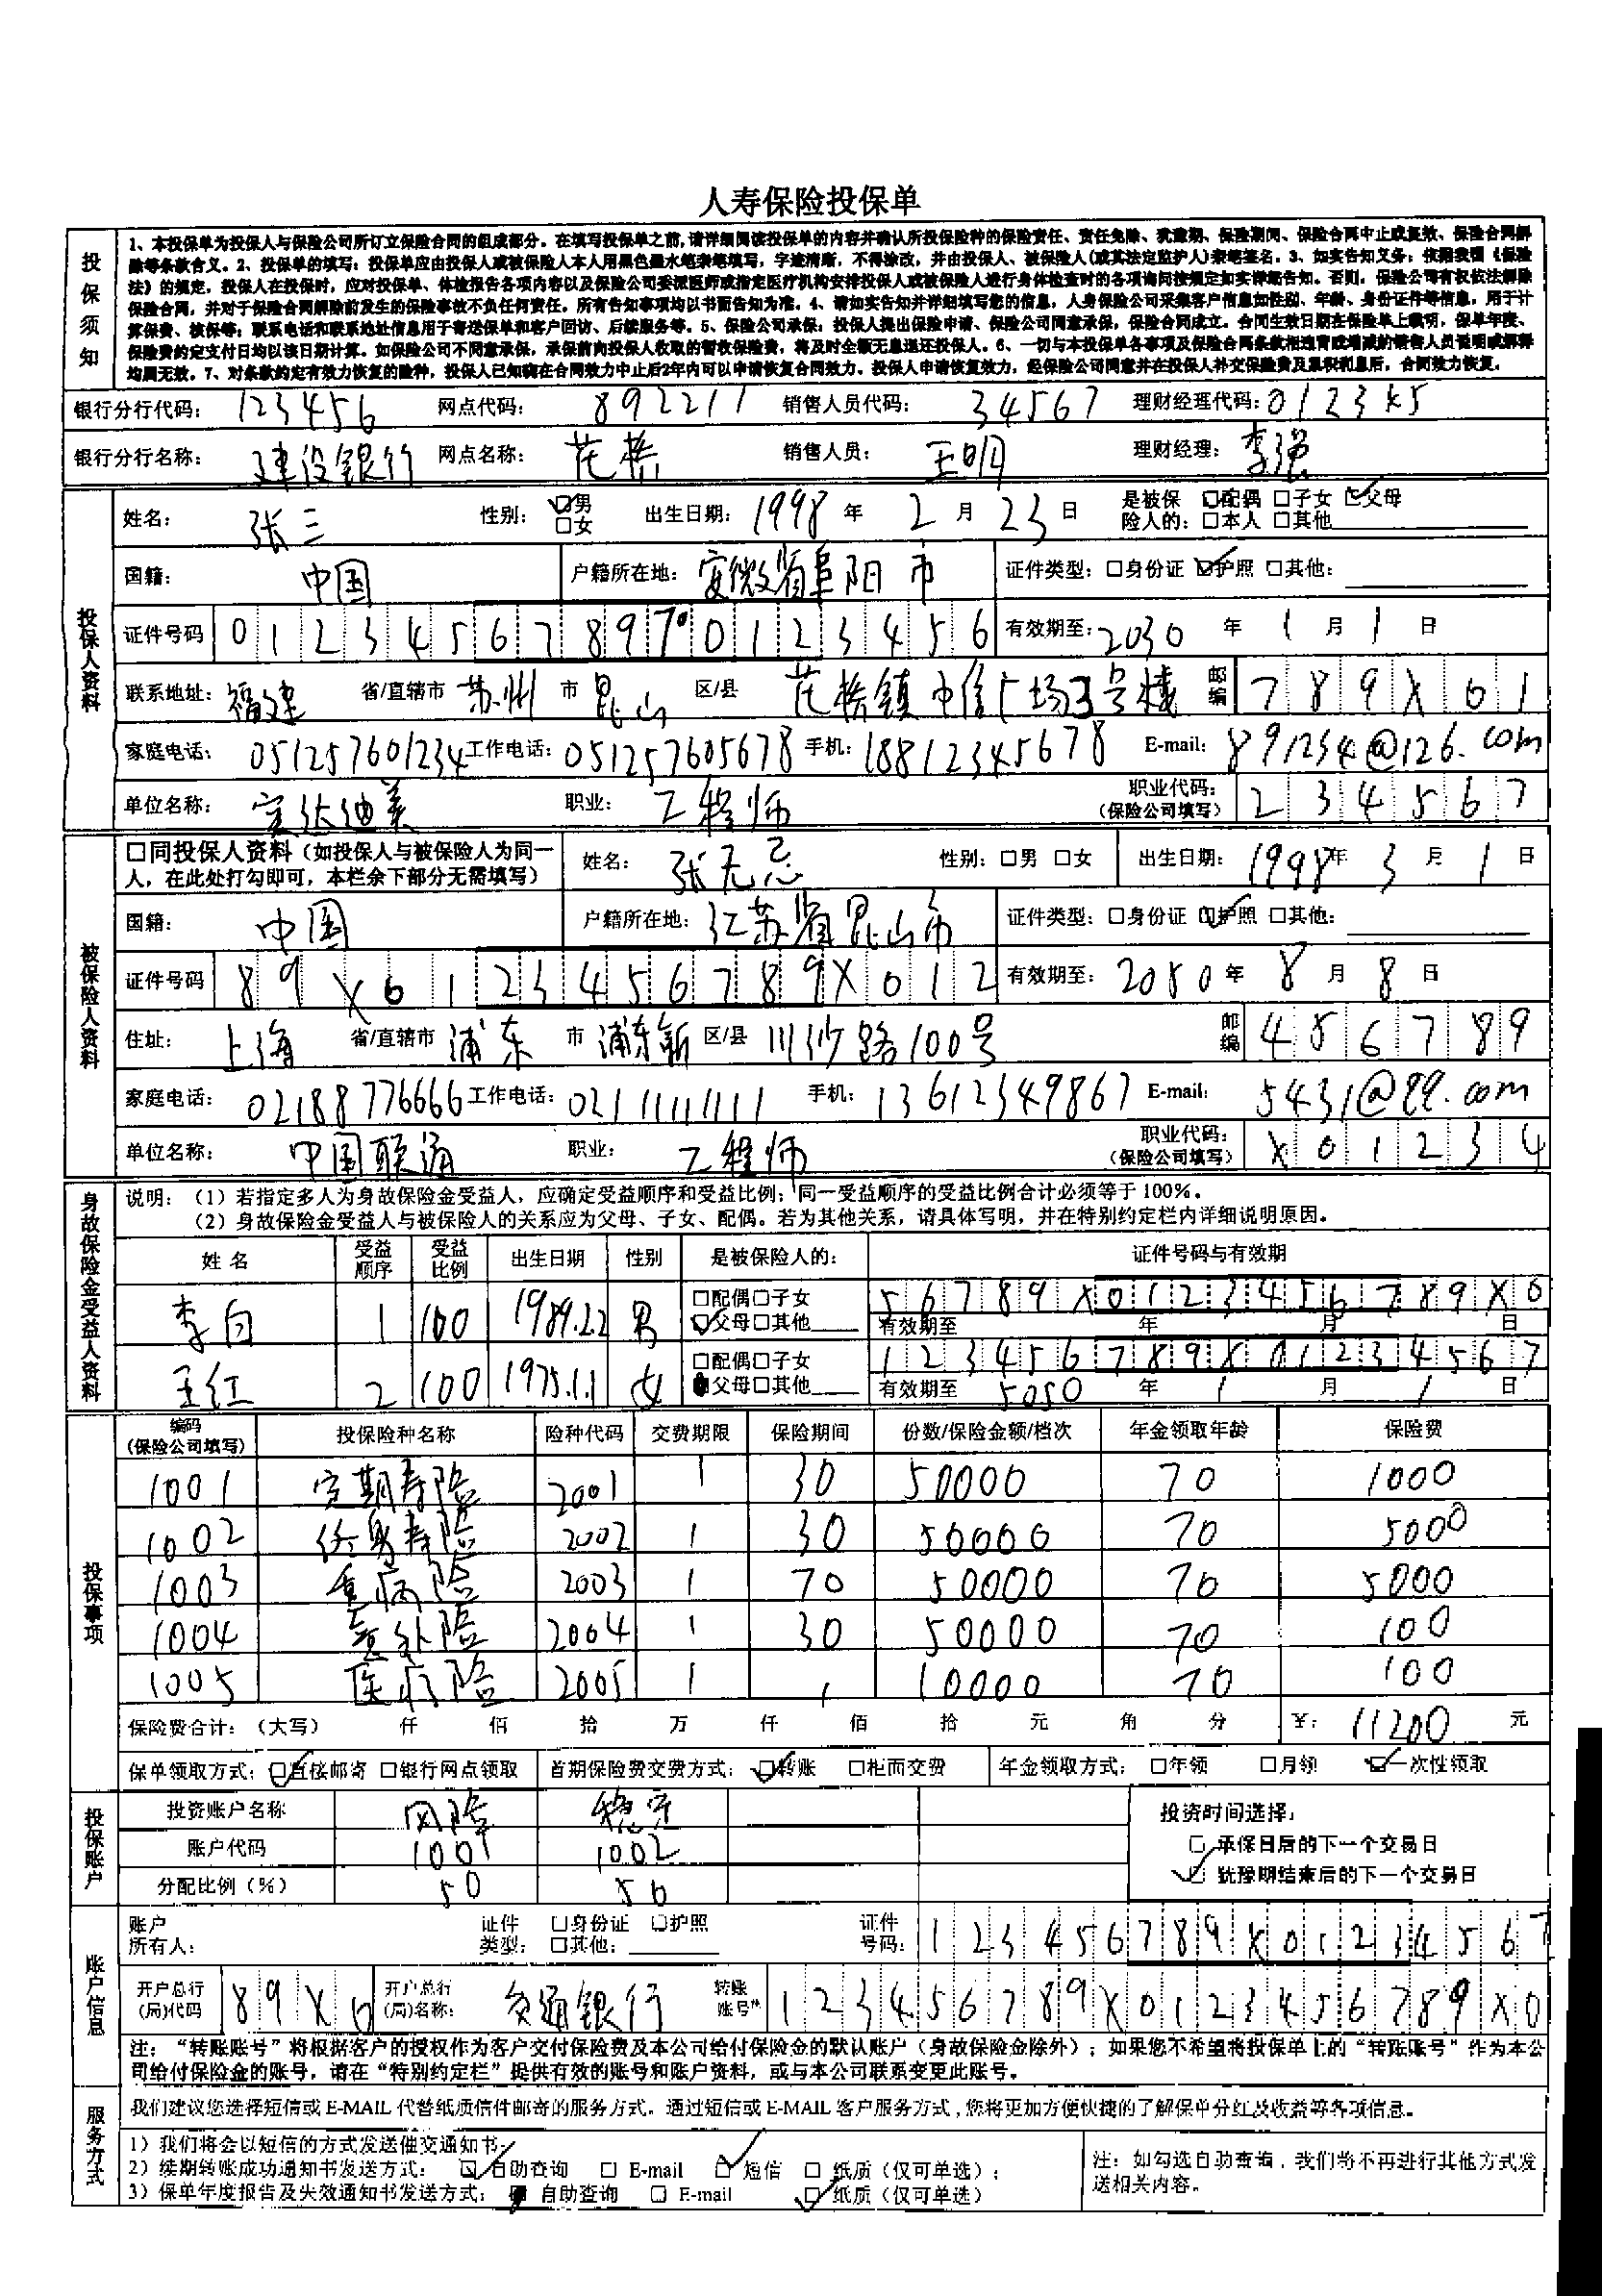 人寿保险投保单
投保须知
1、本投保单为投保人与保险公司所订立保险合同的组成部分。在填写投保单之前,请详细阅读投保单的内容并确认所投保险种的保险责任、责任免除、犹豫期、保险期间、保险合同中止或复效、保险合同解
除等条款含义。2、投保单的填写：投保单应由投保人或被保险人本人用黑色墨水笔亲笔填写，字迹清晰，不得涂改，并由投保人、被保险人(或其法定监护人)亲笔签名。3、如实告知义务：依据我国《保险
法》的规定，投保人在投保时，应对投保单、体检报告各项内容以及保险公司委派医师或指定医疗机构安排投保人或被保险人进行身体检查时的各项询问按规定如实详细告知。否则，保险公司有权依法解除
保险合同，并对于保险合同解除前发生的保险事故不负任何责任，所有告知事项均以书面告知为准。4、请如实告知并详细填写您的信息，人身保险公司采集客户信息如性别、年龄、身份证件等信息，用于计
算保费、核保等；联系电话和联系地址信息用于寄送保单和客户回访、后续服务等。5、保险公司承保：投保人提出保险申请、保险公司同意承保，保险合同成立。合同生效日期在保险单上载明，保单年度、
保险费约定支付日均以该日期计算。如保险公司不同意承保，承保前向投保人收取的暂收保险费，将及时全额无息退还投保人。6、一切与本投保单各事项及保险合同条款相违背或增减的销售人员说明或解释
均属无效。7、对条款约定有效力恢复的险种，投保人已知晓在合同效力中止后2年内可以申请恢复合同效力。投保人申请恢复效力，经保险公司同意并在投保人补交保险费及累积利息后，合同效力恢复。
银行分行代码： 123456 网点代码： 892211 销售人员代码： 34567 理财经理代码：0123X5
银行分行名称： 建设银行 网点名称： 花桥 销售人员： 王明 理财经理： 李强
投保人资料
姓名： 张三 性别： □男 □女 出生日期： 1998 年 2 月 23 日 是被保险人的： □配偶 □子女 □父母 □本人 □其他
国籍： 中国 户籍所在地： 安徽省阜阳市 证件类型：□身份证 □护照 □其他：
证件号码 0 1 2 3 4 5 6 7 8 9 0 1 2 3 4 5 6 有效期至：2030 年 1 月 1 日
联系地址： 福建 省/直辖市 苏州 市 昆山 区/县 花桥镇中信广场3号楼 邮编 7 8 9 X 0 1
家庭电话： 051257601234 工作电话：051257605678 手机：18812345678 E-mail：891234@126.com
单位名称： 职业： 工程师 职业代码：（保险公司填写） 2 3 4 5 6 7
被保险人资料
□同投保人资料（如投保人与被保险人为同一人，在此处打勾即可，本栏余下部分无需填写） 姓名： 张无忌 性别：□男 □女 出生日期： 1998 年 3 月 1 日
国籍： 中国 户籍所在地： 江苏省昆山市 证件类型：□身份证 □护照 □其他：
证件号码 8 9 X 0 1 2 3 4 5 6 7 8 9 X 0 1 2 有效期至： 2080 年 8 月 8 日
住址： 上海 省/直辖市 浦东 市 浦东新 区/县 川沙路100号 邮编 4 5 6 7 8 9
家庭电话： 02188776666 工作电话：02111111111 手机： 13612349867 E-mail： 5431@qq.com
单位名称： 中国联通 职业： 工程师 职业代码：（保险公司填写） X 0 1 2 3 4
身故保险金受益人资料
说明：（1）若指定多人为身故保险金受益人，应确定受益顺序和受益比例；同一受益顺序的受益比例合计必须等于100%。
（2）身故保险金受益人与被保险人的关系应为父母、子女、配偶。若为其他关系，请具体写明，并在特别约定栏内详细说明原因。
姓 名 受益顺序 受益比例 出生日期 性别 是被保险人的： 证件号码与有效期
李白 1 100 1989.2.2 男 □配偶□子女 □父母□其他 5 6 7 8 9 X 0 1 2 3 4 5 6 7 8 9 X 0
有效期至 年 月 日
王红 2 100 1975.1.1 女 □配偶□子女 父母□其他 1 2 3 4 5 6 7 8 9 X 0 1 2 3 4 5 6 7
有效期至 5050 年 1 月 1 日
投保事项
编码（保险公司填写） 投保险种名称 险种代码 交费期限 保险期间 份数/保险金额/档次 年金领取年龄 保险费
1001 定期寿险 2001 1 30 50000 70 1000
1002 终身寿险 2002 1 30 50000 70 5000
1003 重病险 2003 1 70 50000 70 5000
1004 意外险 2004 1 30 50000 70 100
1005 医疗险 2005 1 1 10000 70 100
保险费合计：（大写） 仟 佰 拾 万 仟 佰 拾 元 角 分 ￥： 11200 元
保单领取方式：□直接邮寄 □银行网点领取 首期保险费交费方式：□转账 □柜面交费 年金领取方式： □年领 □月领 □一次性领取
投保账户
投资账户名称 风险 稳定 投资时间选择：
账户代码 1001 1002 □ 承保日后的下一个交易日
分配比例（%） 50 50 □ 犹豫期结束后的下一个交易日
账户信息
账户所有人： 证件类型： □身份证 □护照 □其他： 证件号码： 1 2 3 4 5 6 7 8 9 X 0 1 2 3 4 5 6 7
开户总行(局)代码 8 9 X 0 开户总行(局)名称： 交通银行 转账账号 1 2 3 4 5 6 7 8 9 X 0 1 2 3 4 5 6 7 8 9 X 0
注：“转账账号”将根据客户的授权作为客户交付保险费及本公司给付保险金的默认账户（身故保险金除外）；如果您不希望将投保单上的“转账账号”作为本公
司给付保险金的账号，请在“特别约定栏”提供有效的账号和账户资料，或与本公司联系变更此账号。
服务方式
我们建议您选择短信或 E-MAIL 代替纸质信件邮寄的服务方式。通过短信或 E-MAIL 客户服务方式,您将更加方便快捷的了解保单分红及收益等各项信息。
1）我们将会以短信的方式发送催交通知书。
2）续期转账成功通知书发送方式： □ 自助查询 □ E-mail □ 短信 □ 纸质（仅可单选）；
3）保单年度报告及失效通知书发送方式： 自助查询 □ E-mail □ 纸质（仅可单选）
注：如勾选自助查询，我们将不再进行其他方式发送相关内容。